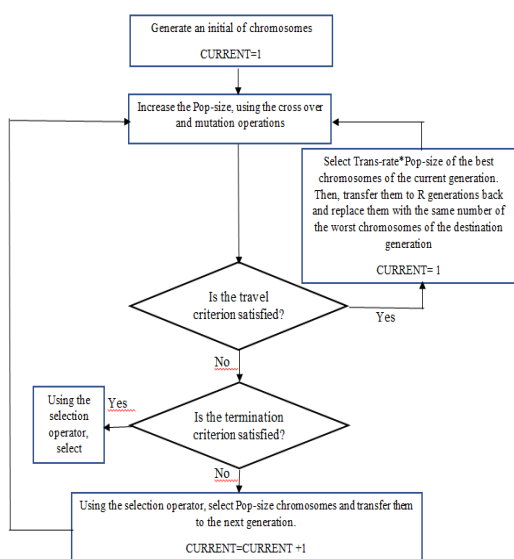 Generate an initial of chromosomes
CURRENT=1
Increase the Pop-size, using the cross over
and mutation operations
Select Trans-rate*Pop-size of the best
chromosomes of the current generation.
Then, transfer them to R generations back
and replace them with the same number of
the worst chromosomes of the destination
generation
CURRENT= 1
Is the travel
criterion satisfied?
Yes
No
Is the termination
criterion satisfied?
Yes
Using the
selection
operator,
select
No
Using the selection operator, select Pop-size chromosomes and transfer them
to the next generation.
CURRENT=CURRENT +1